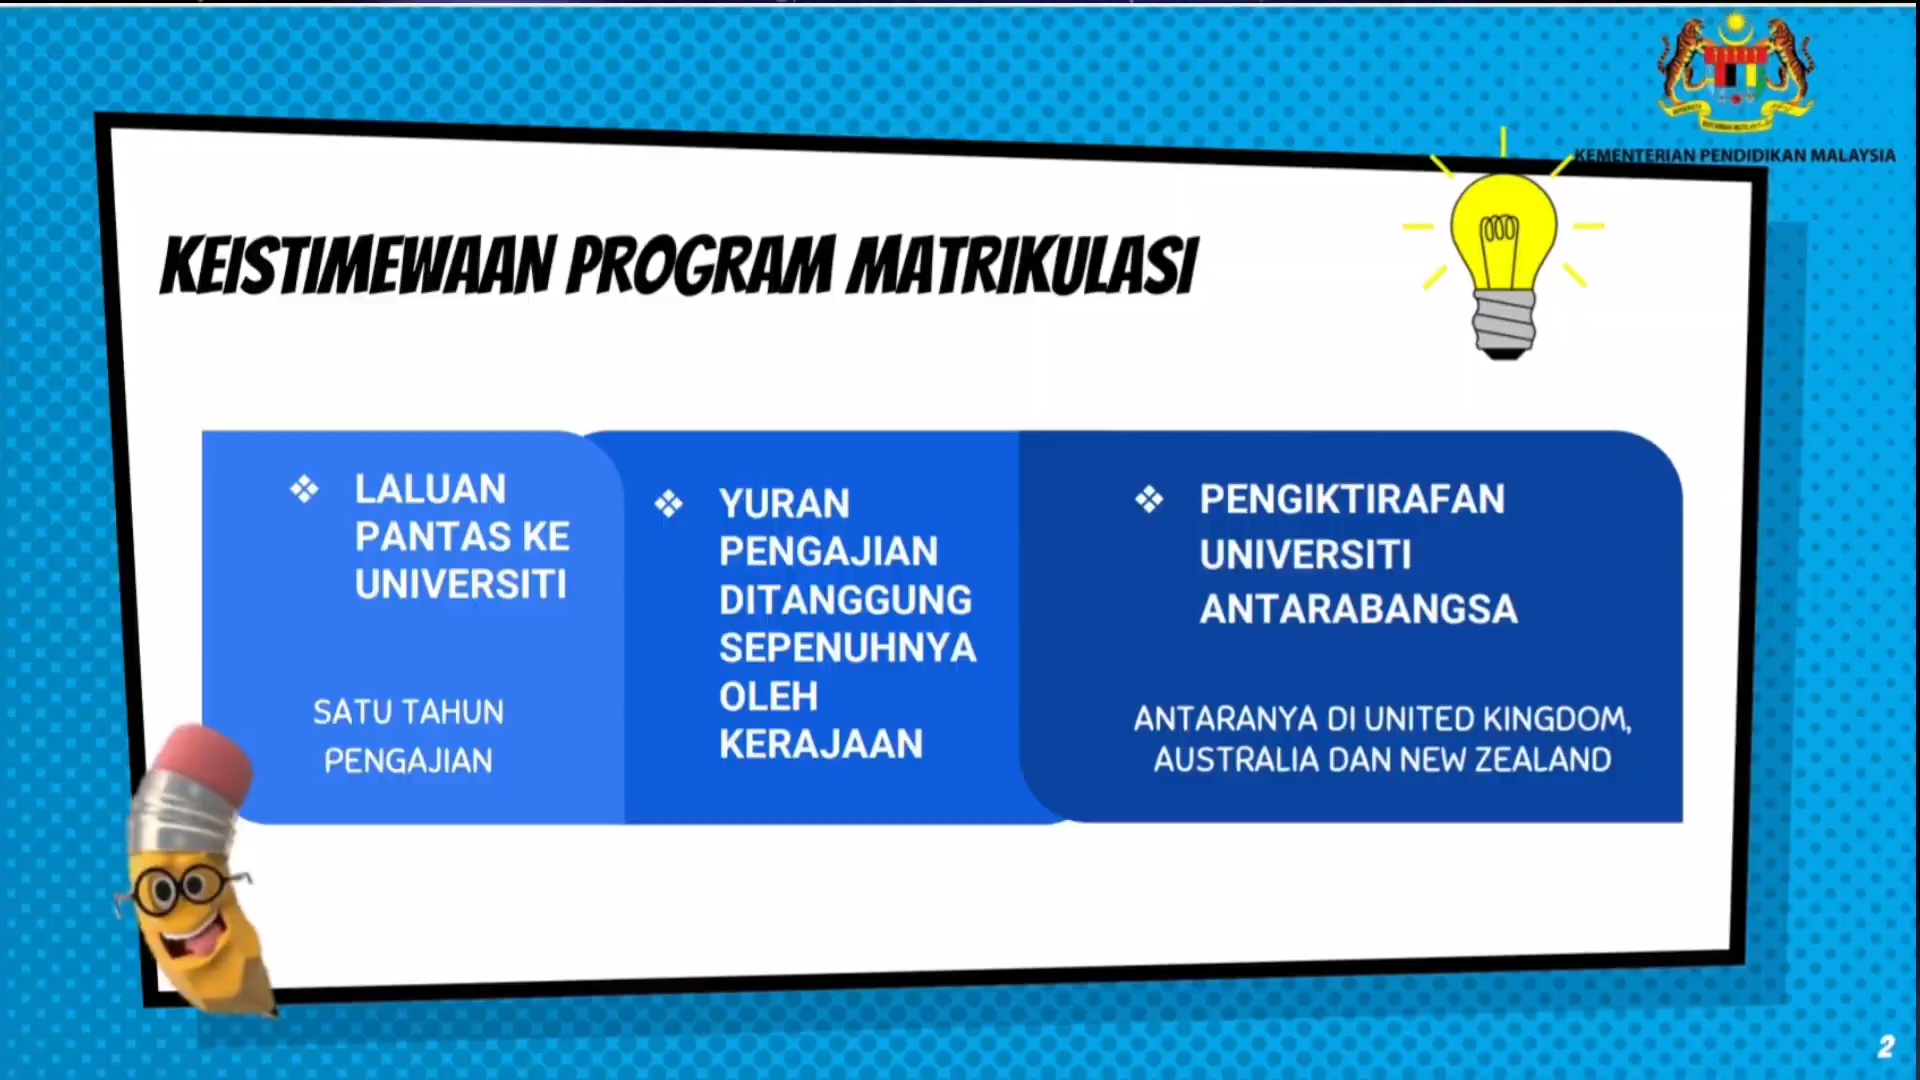 KEMENTERIAN PENDIDIKAN MALAYSIA
KEISTIMEWAAN PROGRAM MATRIKULASI
❖ LALUAN
PANTAS KE
UNIVERSITI
SATU TAHUN
PENGAJIAN
❖ YURAN
PENGAJIAN
DITANGGUNG
SEPENUHNYA
OLEH
KERAJAAN
❖ PENGIKTIRAFAN
UNIVERSITI
ANTARABANGSA
ANTARANYA DI UNITED KINGDOM,
AUSTRALIA DAN NEW ZEALAND
2